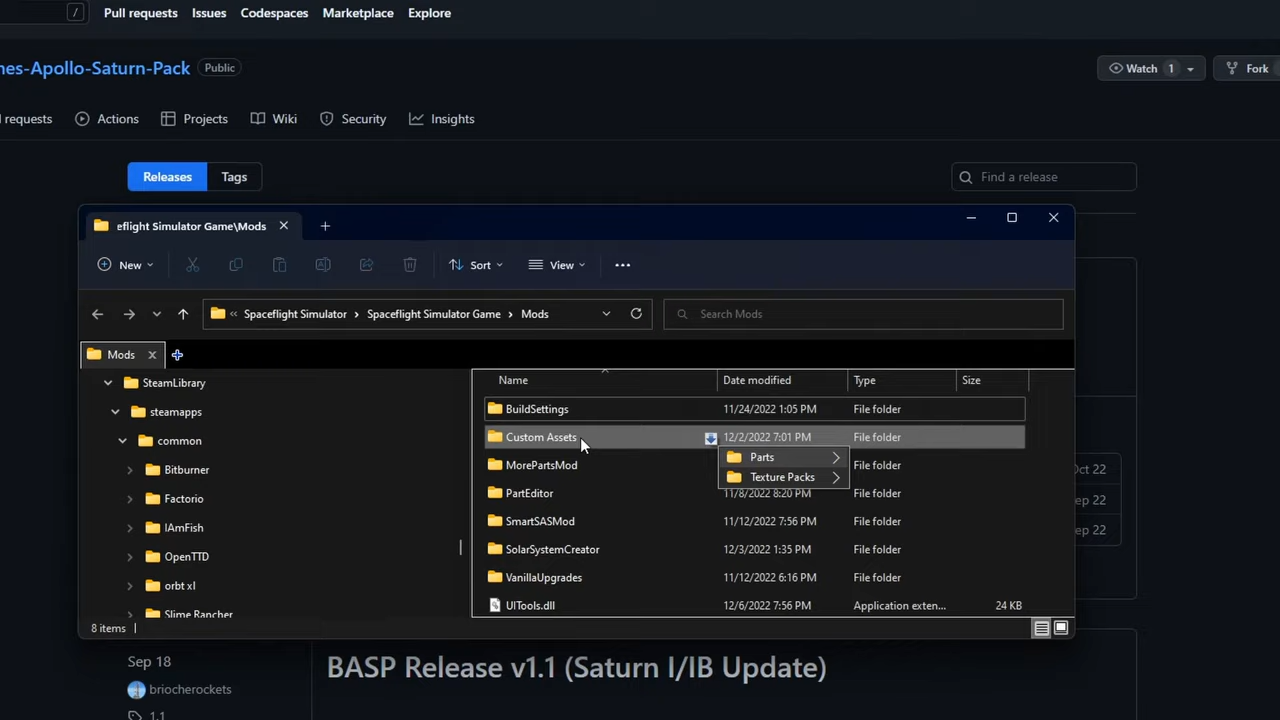 /
Pull requests Issues Codespaces Marketplace Explore
nes-Apollo-Saturn-Pack Public
Watch 1
Fork
l requests Actions Projects Wiki Security Insights
Releases Tags
Find a release
eflight Simulator Game\Mods
New Sort View
Spaceflight Simulator Spaceflight Simulator Game Mods
Search Mods
Mods
SteamLibrary
steamapps
common
Bitburner
Factorio
IAmFish
OpenTTD
orbt xl
Slime Rancher
Name Date modified Type Size
BuildSettings 11/24/2022 1:05 PM File folder
Custom Assets 12/2/2022 7:01 PM File folder
Parts
Texture Packs
MorePartsMod File folder
PartEditor 11/8/2022 8:20 PM File folder
SmartSASMod 11/12/2022 7:56 PM File folder
SolarSystemCreator 12/3/2022 1:35 PM File folder
VanillaUpgrades 11/12/2022 6:16 PM File folder
UITools.dll 12/6/2022 7:56 PM Application exten... 24 KB
8 items
Oct 22
ep 22
ep 22
Sep 18
briocherockets
1.1
BASP Release v1.1 (Saturn I/IB Update)